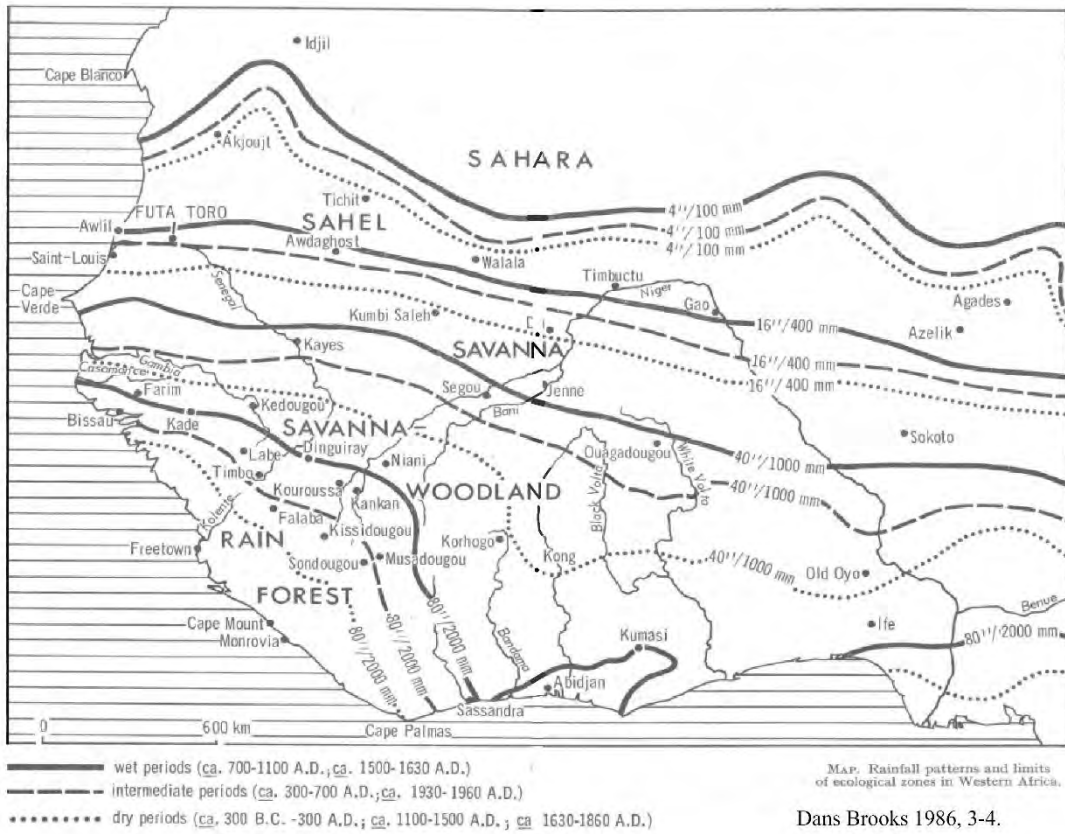 Idjil
Cape Blanco
Akjoujt
SAHARA
Tichit
4"/100 mm
FUTA TORO
SAHEL
4"/100 mm
Awlil
Awdaghost
4"/100 mm
Saint-Louis
Walala
Timbuctu
Senegal
Niger
Cape
Verde
Gao
Agades
Kumbi Saleh
16"/400 mm
Azelik
Kayes
SAVANNA
16"/400 mm
Gambia
Casamance
Segou
Jenne
16"/400 mm
Farim
Kedougou
Bani
Bissau
Kade
SAVANNA=
Sokoto
Labe
Dinguiray
Ouagadougou
White Volta
40"/1000 mm
Timbo
Niani
WOODLAND
Black Volta
40"/1000 mm
Kouroussa
Kankan
Kolente
Falaba
RAIN
Kissidougou
Korhogo
Kong
40"/1000 mm
Freetown
Sondougou
Musadougou
Old Oyo
FOREST
Benue
Cape Mount
Monrovia
80"/2000 mm
80"/2000 mm
80"/2000 mm
Bandama
Kumasi
Ife
80"/2000 mm
Abidjan
Sassandra
0 600 km
Cape Palmas
wet periods (ca. 700-1100 A.D.,; ca. 1500-1630 A.D.)
intermediate periods (ca. 300-700 A.D.,;ca. 1930-1960 A.D.)
dry periods (ca. 300 B.C. -300 A.D.; ca. 1100-1500 A.D. ; ca 1630-1860 A.D.)
MAP. Rainfall patterns and limits
of ecological zones in Western Africa.
Dans Brooks 1986, 3-4.